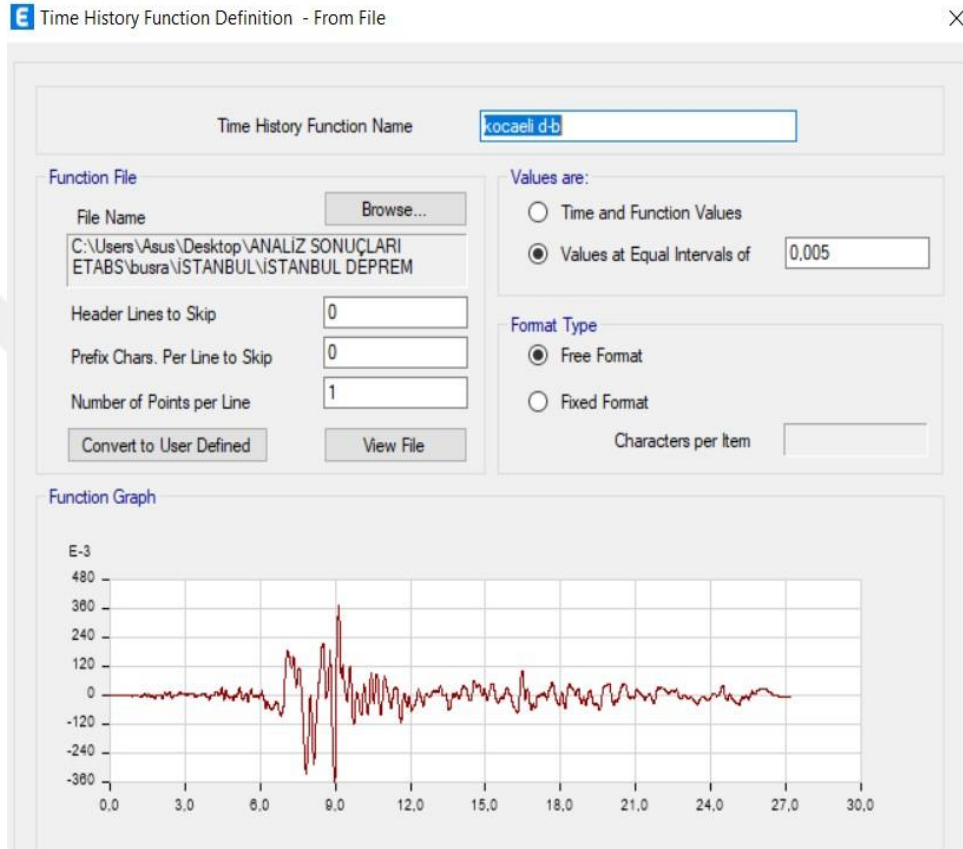 E Time History Function Definition - From File
Time History Function Name kocaeli d-b
Function File
File Name Browse...
C:\Users\Asus\Desktop\ANALİZ SONUÇLARI
ETABS\busra\İSTANBUL\İSTANBUL DEPREM
Header Lines to Skip 0
Prefix Chars. Per Line to Skip 0
Number of Points per Line 1
Convert to User Defined View File
Values are:
Time and Function Values
Values at Equal Intervals of 0,005
Format Type
Free Format
Fixed Format
Characters per Item
Function Graph
E-3
480
360
240
120
0
-120
-240
-360
0,0 3,0 6,0 9,0 12,0 15,0 18,0 21,0 24,0 27,0 30,0